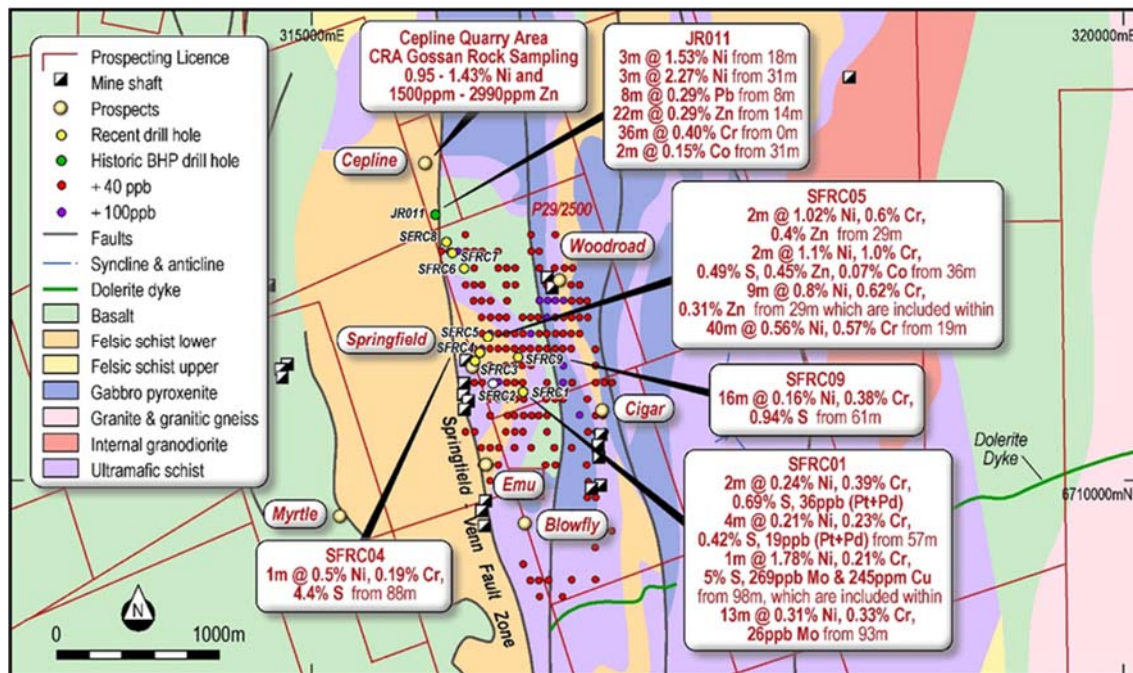 315000mE
320000mE
Prospecting Licence
Mine shaft
Prospects
Recent drill hole
Historic BHP drill hole
+ 40 ppb
+ 100ppb
Faults
Syncline & anticline
Dolerite dyke
Basalt
Felsic schist lower
Felsic schist upper
Gabbro pyroxenite
Granite & granitic gneiss
Internal granodiorite
Ultramafic schist
Cepline Quarry Area
CRA Gossan Rock Sampling
0.95 - 1.43% Ni and
1500ppm - 2990ppm Zn
JR011
3m @ 1.53% Ni from 18m
3m @ 2.27% Ni from 31m
8m @ 0.29% Pb from 8m
22m @ 0.29% Zn from 14m
36m @ 0.40% Cr from 0m
2m @ 0.15% Co from 31m
Cepline
JR011
P29/2500
SERC8
SFRC7
SFRC6
Woodroad
SFRC05
2m @ 1.02% Ni, 0.6% Cr,
0.4% Zn from 29m
2m @ 1.1% Ni, 1.0% Cr,
0.49% S, 0.45% Zn, 0.07% Co from 36m
9m @ 0.8% Ni, 0.62% Cr,
0.31% Zn from 29m which are included within
40m @ 0.56% Ni, 0.57% Cr from 19m
Springfield
SFRC5
SFRC4
SFRC9
SFRC3
SFRC2
SFRC1
SFRC09
16m @ 0.16% Ni, 0.38% Cr,
0.94% S from 61m
Cigar
Springfield Venn Fault Zone
Emu
Blowfly
Myrtle
Dolerite
Dyke
6710000mN
SFRC04
1m @ 0.5% Ni, 0.19% Cr,
4.4% S from 88m
SFRC01
2m @ 0.24% Ni, 0.39% Cr,
0.69% S, 36ppb (Pt+Pd)
4m @ 0.21% Ni, 0.23% Cr,
0.42% S, 19ppb (Pt+Pd) from 57m
1m @ 1.78% Ni, 0.21% Cr,
5% S, 269ppb Mo & 245ppm Cu
from 98m, which are included within
13m @ 0.31% Ni, 0.33% Cr,
26ppb Mo from 93m
N
0
1000m